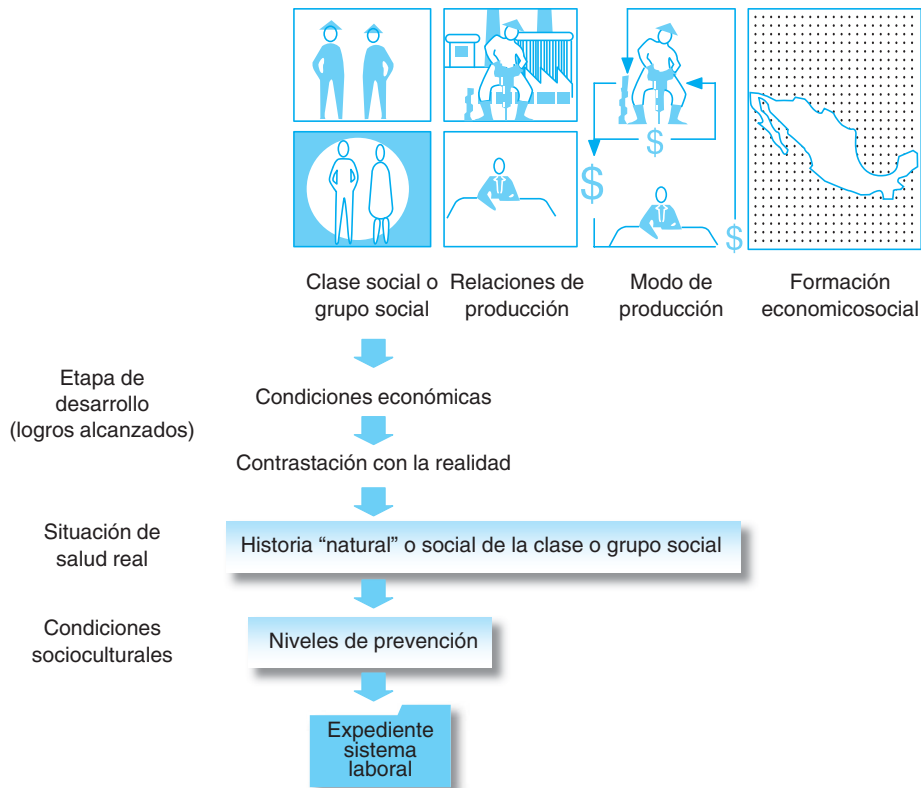 $
$
$
Clase social o
grupo social
Relaciones de
producción
Modo de
producción
Formación
economicosocial
Etapa de
desarrollo
(logros alcanzados)
Condiciones económicas
Contrastación con la realidad
Situación de
salud real
Historia “natural” o social de la clase o grupo social
Condiciones
socioculturales
Niveles de prevención
Expediente
sistema
laboral